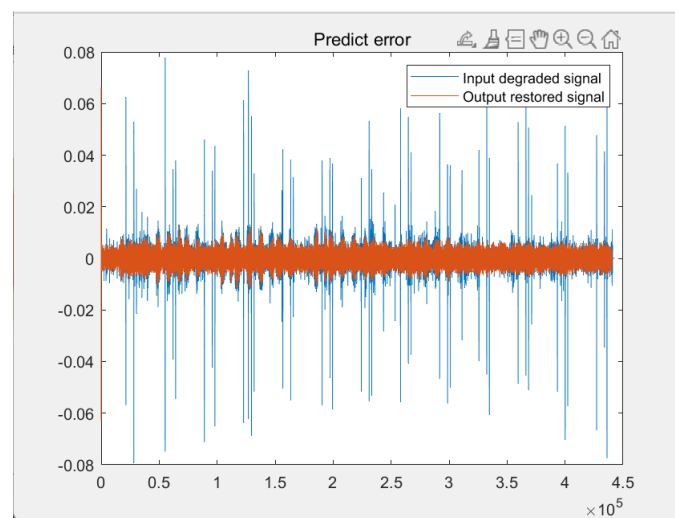 Predict error
Input degraded signal
Output restored signal
0.08
0.06
0.04
0.02
0
-0.02
-0.04
-0.06
-0.08
0 0.5 1 1.5 2 2.5 3 3.5 4 4.5
×10⁵